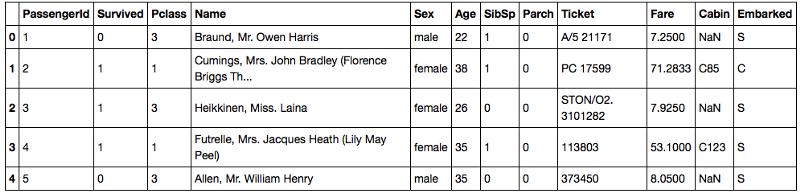 PassengerId Survived Pclass Name Sex Age SibSp Parch Ticket Fare Cabin Embarked
0 1 0 3 Braund, Mr. Owen Harris male 22 1 0 A/5 21171 7.2500 NaN S
1 2 1 1 Cumings, Mrs. John Bradley (Florence
Briggs Th... female 38 1 0 PC 17599 71.2833 C85 C
2 3 1 3 Heikkinen, Miss. Laina female 26 0 0 STON/O2.
3101282 7.9250 NaN S
3 4 1 1 Futrelle, Mrs. Jacques Heath (Lily May
Peel) female 35 1 0 113803 53.1000 C123 S
4 5 0 3 Allen, Mr. William Henry male 35 0 0 373450 8.0500 NaN S